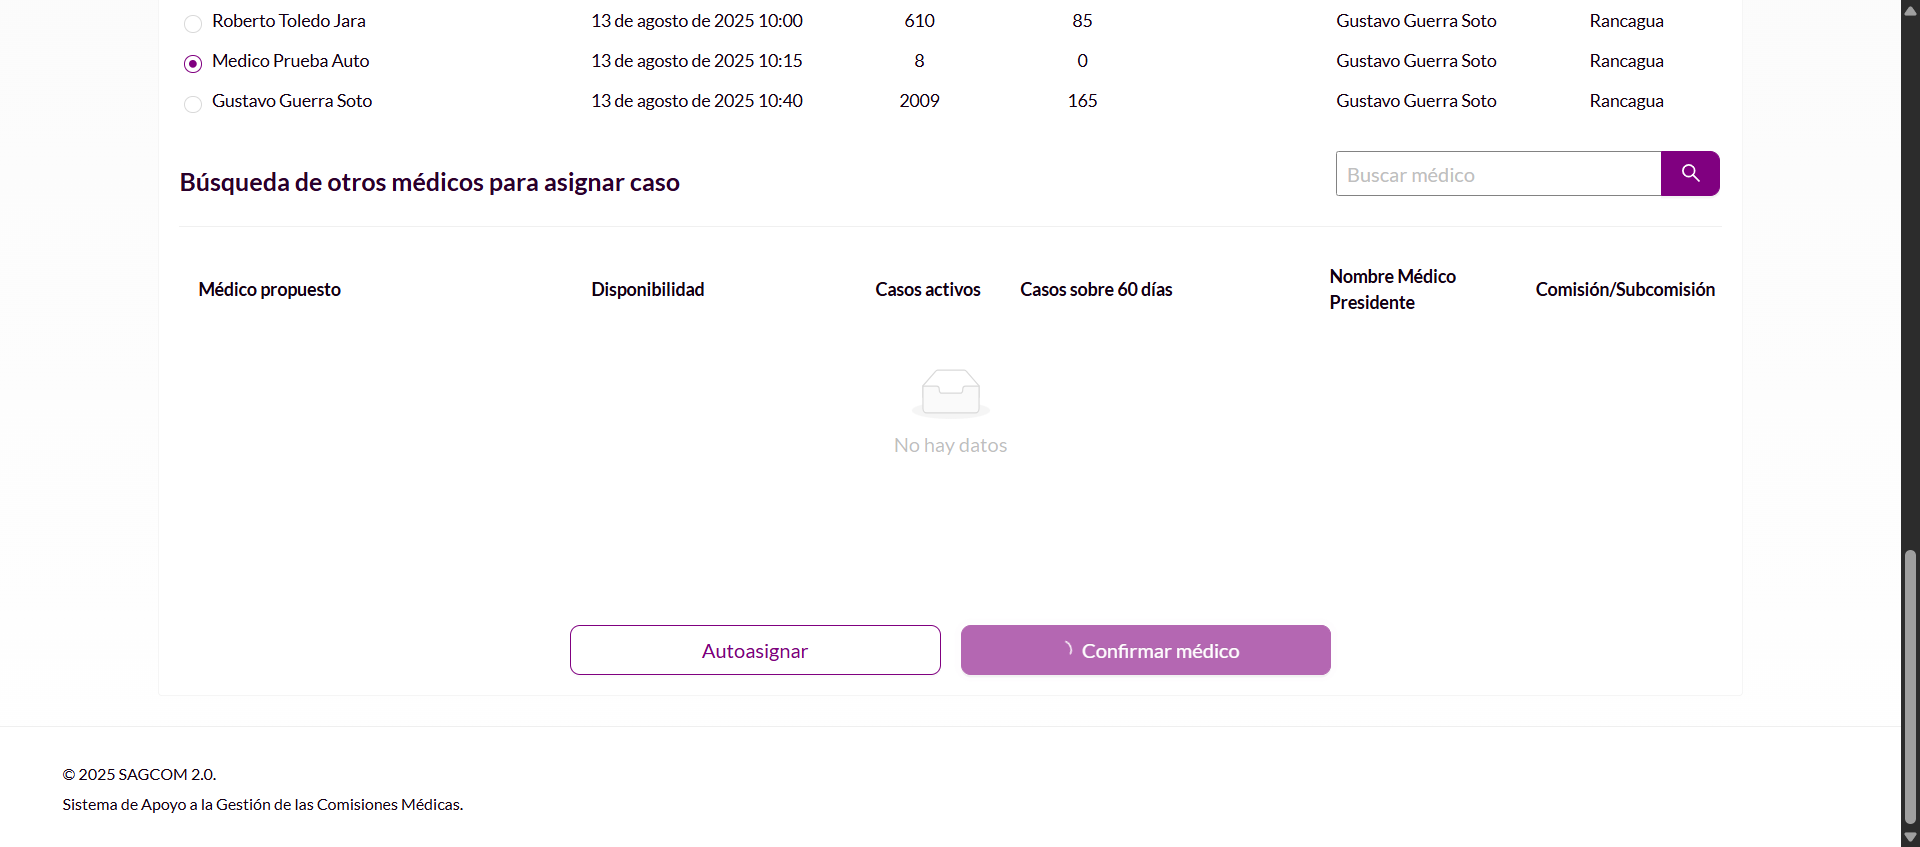 Roberto Toledo Jara 13 de agosto de 2025 10:00 610 85 Gustavo Guerra Soto Rancagua
Medico Prueba Auto 13 de agosto de 2025 10:15 8 0 Gustavo Guerra Soto Rancagua
Gustavo Guerra Soto 13 de agosto de 2025 10:40 2009 165 Gustavo Guerra Soto Rancagua
Búsqueda de otros médicos para asignar caso
Buscar médico
Médico propuesto Disponibilidad Casos activos Casos sobre 60 días Nombre Médico Presidente Comisión/Subcomisión
No hay datos
Autoasignar Confirmar médico
© 2025 SAGCOM 2.0.
Sistema de Apoyo a la Gestión de las Comisiones Médicas.